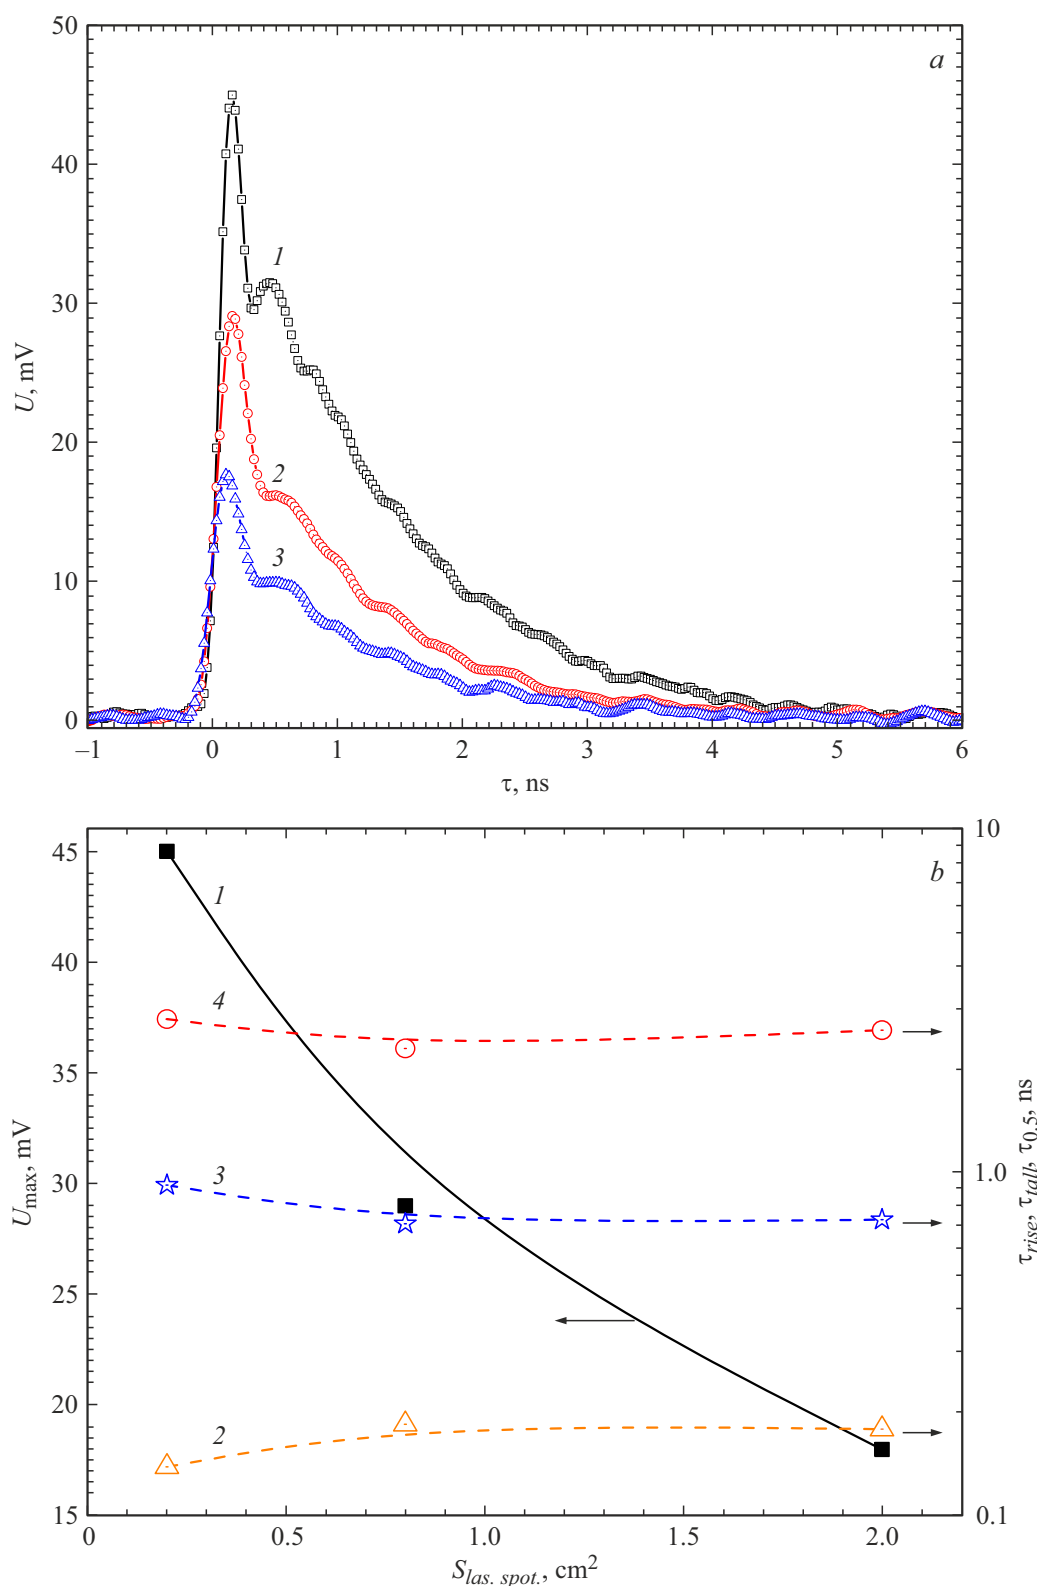 50
a
40
30
1
U, mV
20
2
10
3
0
−1 0 1 2 3 4 5 6
τ, ns
10
45
b
1
40
4
35
3
1.0
30
U_max, mV
τ_rise, τ_tall, τ_0.5, ns
25
20
2
15
0.1
0 0.5 1.0 1.5 2.0
S_las. spot., cm²